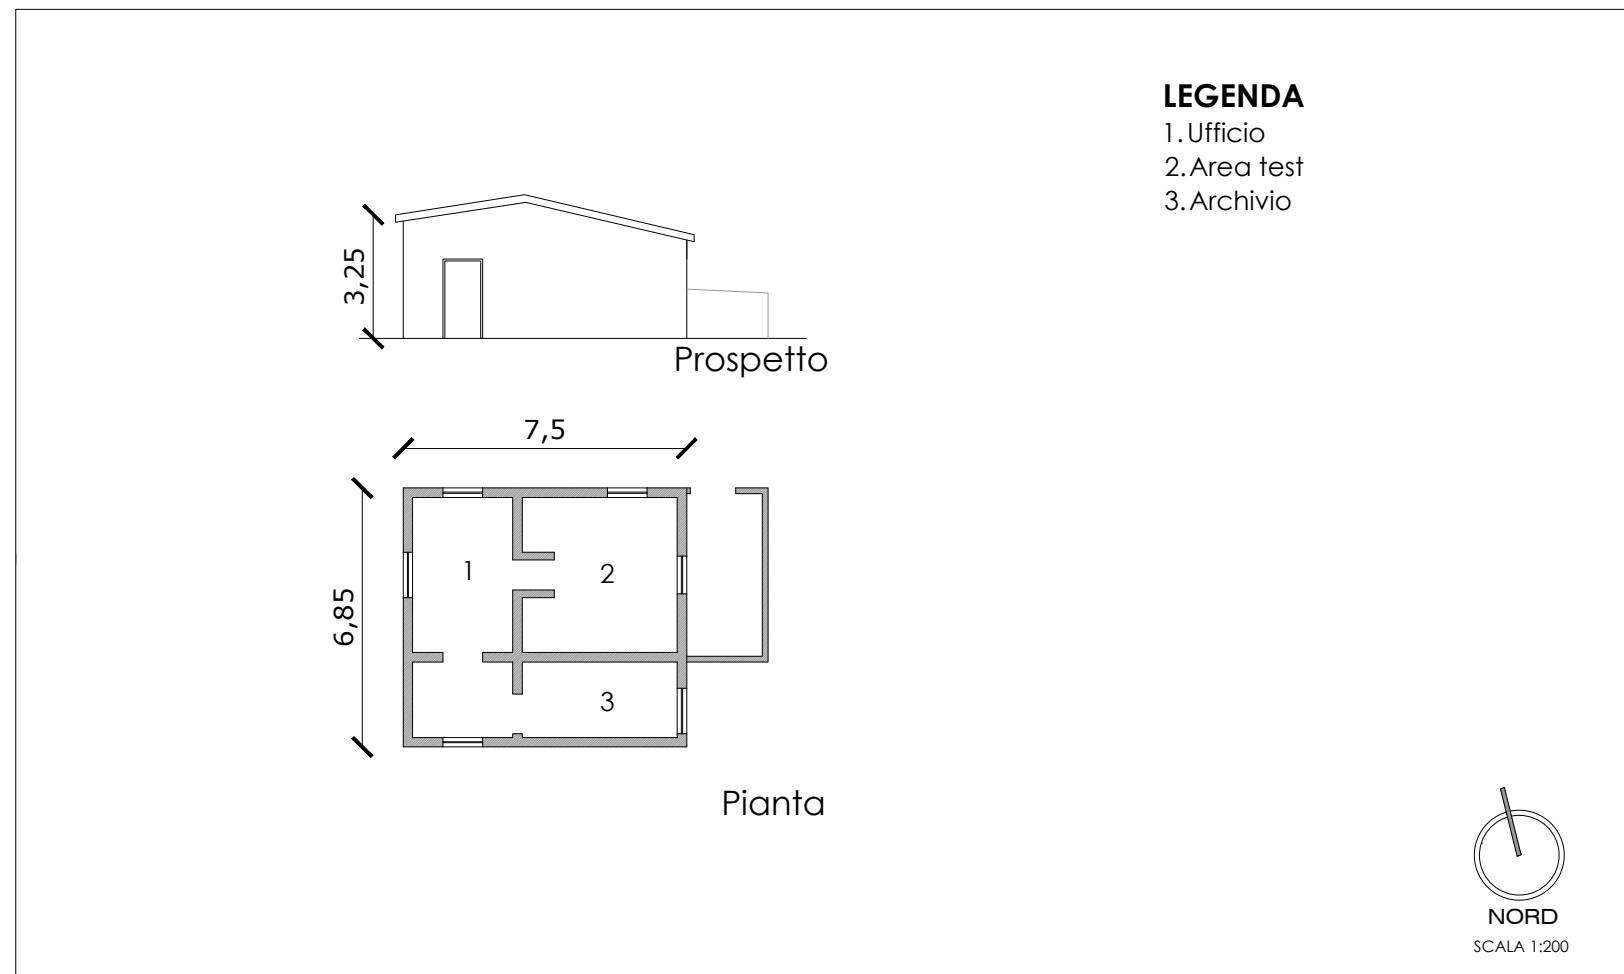 LEGENDA
1.Ufficio
2.Area test
3.Archivio
3,25
Prospetto
7,5
6,85
1
2
3
Pianta
NORD
SCALA 1:200